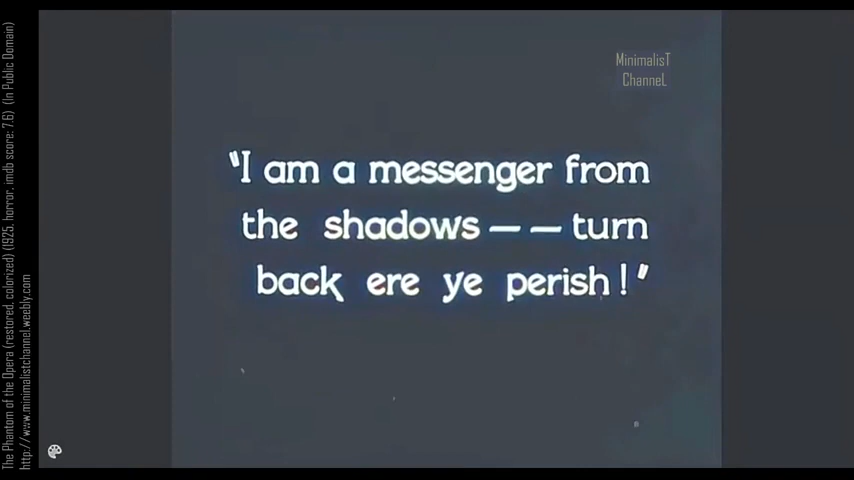 MinimalisT
ChanneL
"I am a messenger from
the shadows — — turn
back ere ye perish!"
The Phantom of the Opera (restored, colorized) (1925, horror, imdb score: 7.6) (In Public Domain)
http://www.minimalistchannel.weebly.com